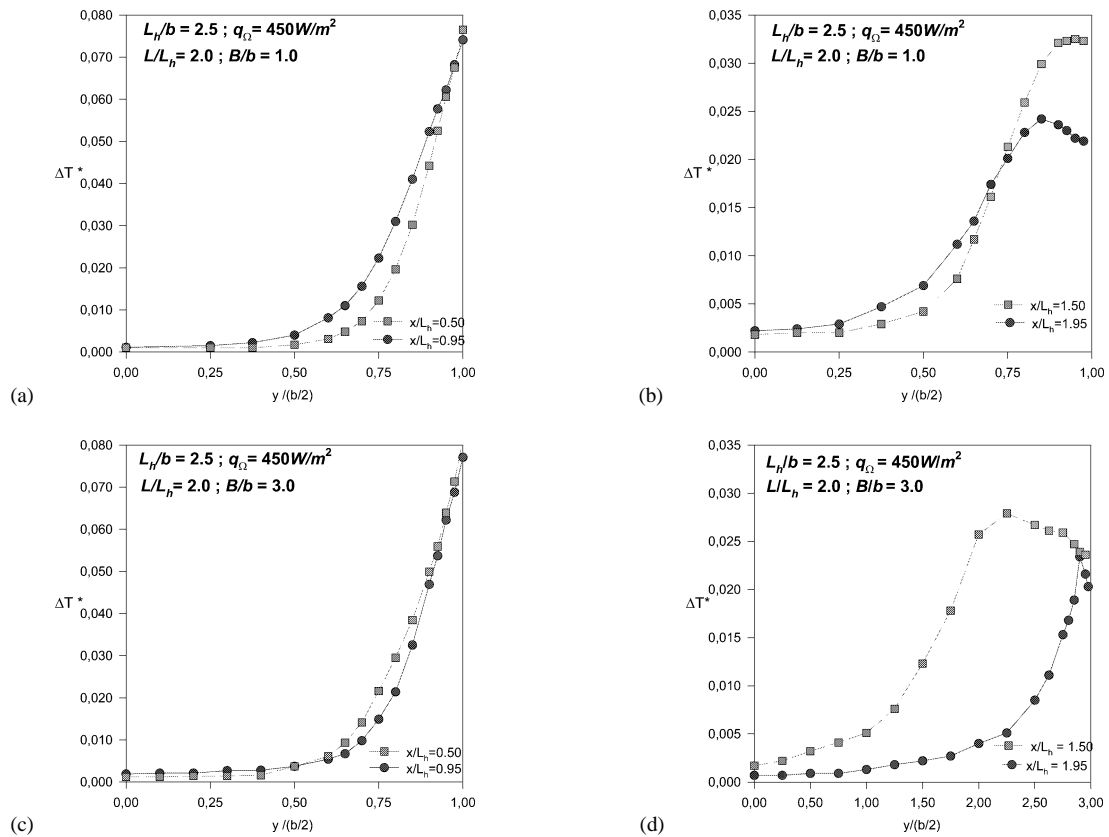 L_h/b = 2.5 ; q_Ω = 450W/m²
L/L_h = 2.0 ; B/b = 1.0
0,080
0,070
0,060
0,050
ΔT *
0,040
0,030
0,020
0,010
0,000
x/L_h=0.50
x/L_h=0.95
0,00 0,25 0,50 0,75 1,00
y /(b/2)
(a)
L_h/b = 2.5 ; q_Ω = 450W/m²
L/L_h = 2.0 ; B/b = 1.0
0,035
0,030
0,025
0,020
ΔT *
0,015
0,010
0,005
0,000
x/L_h=1.50
x/L_h=1.95
0,00 0,25 0,50 0,75 1,00
y /(b/2)
(b)
L_h/b = 2.5 ; q_Ω = 450W/m²
L/L_h = 2.0 ; B/b = 3.0
0,080
0,070
0,060
0,050
ΔT *
0,040
0,030
0,020
0,010
0,000
x/L_h=0.50
x/L_h=0.95
0,00 0,25 0,50 0,75 1,00
y /(b/2)
(c)
L_h/b = 2.5 ; q_Ω = 450W/m²
L/L_h = 2.0 ; B/b = 3.0
0,035
0,030
0,025
0,020
ΔT*
0,015
0,010
0,005
0,000
x/L_h = 1.50
x/L_h = 1.95
0,00 0,50 1,00 1,50 2,00 2,50 3,00
y /(b/2)
(d)